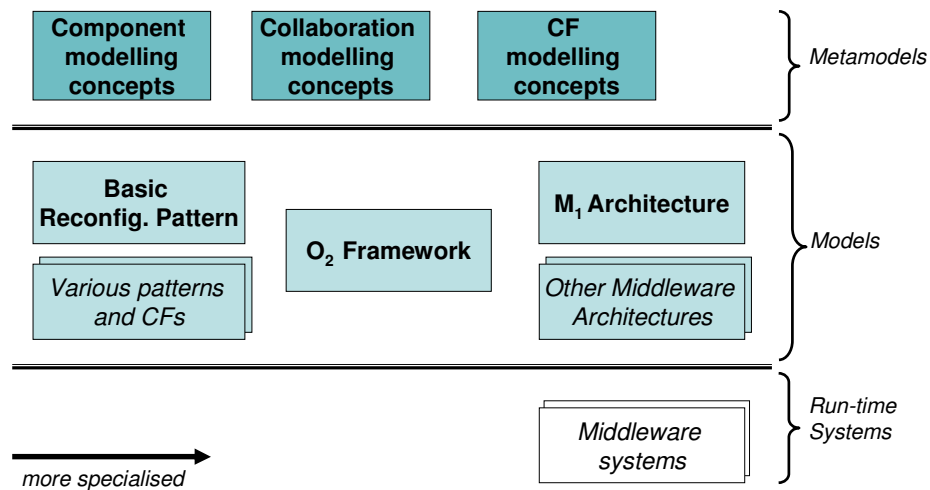 Component
modelling
concepts
Collaboration
modelling
concepts
CF
modelling
concepts
Metamodels
Basic
Reconfig. Pattern
Various patterns
and CFs
O₂ Framework
M₁ Architecture
Other Middleware
Architectures
Models
Middleware
systems
Run-time
Systems
more specialised